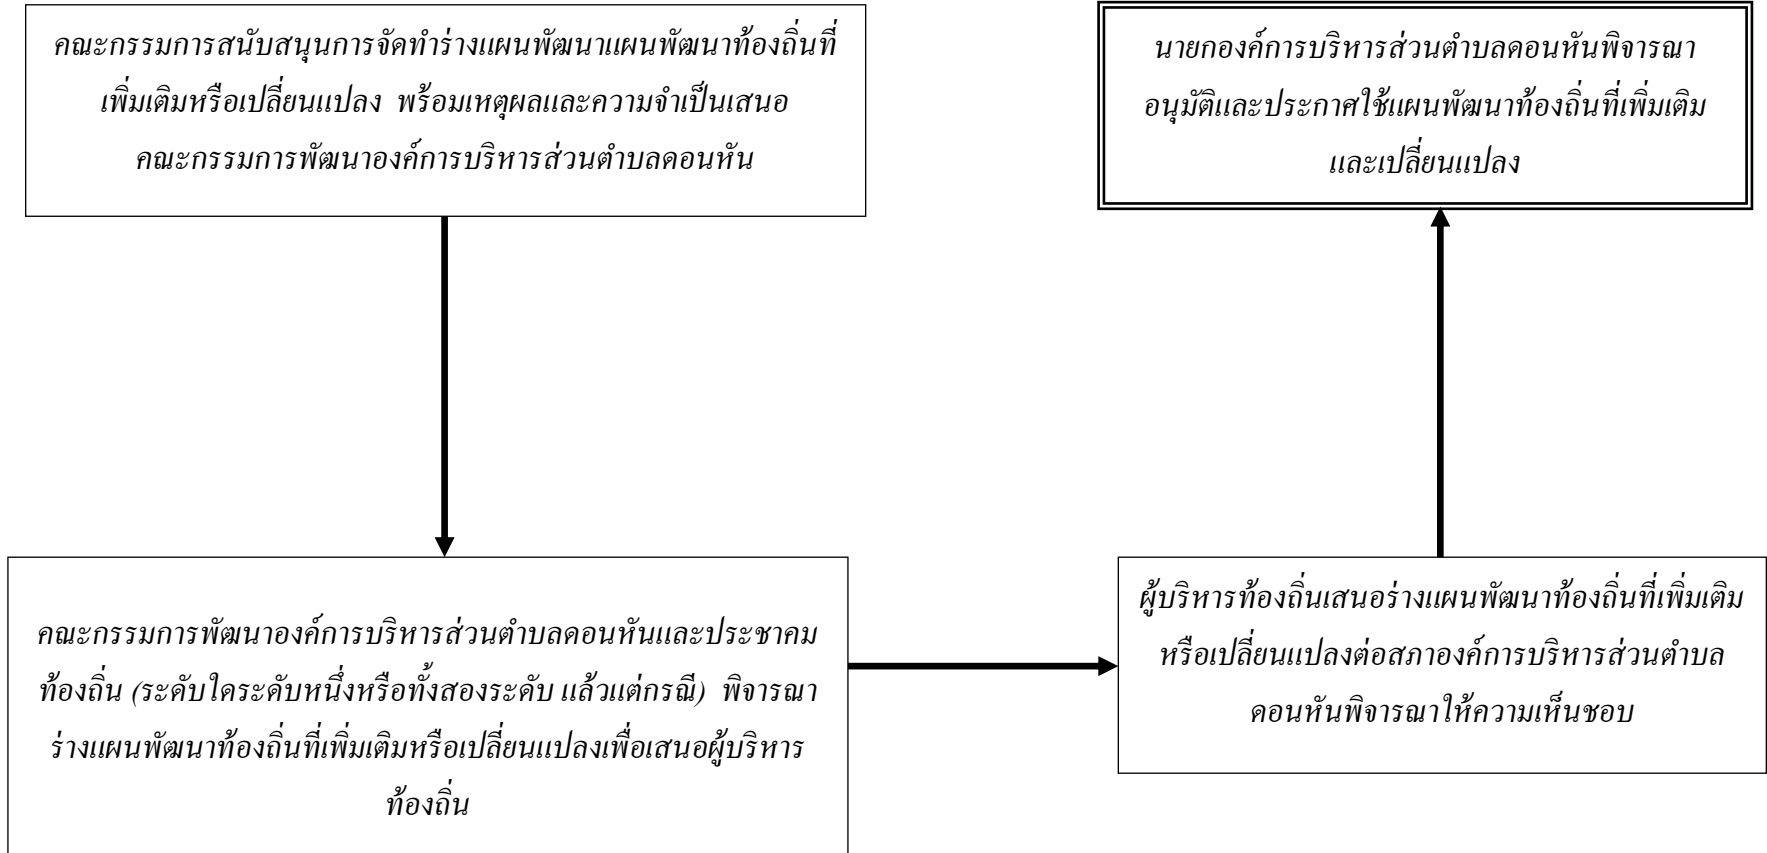 คณะกรรมการสนับสนุนการจัดทำร่างแผนพัฒนาแผนพัฒนาท้องถิ่นที่
เพิ่มเติมหรือเปลี่ยนแปลง พร้อมเหตุผลและความจำเป็นเสนอ
คณะกรรมการพัฒนาองค์การบริหารส่วนตำบลดอนหัน
คณะกรรมการพัฒนาองค์การบริหารส่วนตำบลดอนหันและประชาคม
ท้องถิ่น (ระดับใดระดับหนึ่งหรือทั้งสองระดับ แล้วแต่กรณี) พิจารณา
ร่างแผนพัฒนาท้องถิ่นที่เพิ่มเติมหรือเปลี่ยนแปลงเพื่อเสนอผู้บริหาร
ท้องถิ่น
ผู้บริหารท้องถิ่นเสนอร่างแผนพัฒนาท้องถิ่นที่เพิ่มเติม
หรือเปลี่ยนแปลงต่อสภาองค์การบริหารส่วนตำบล
ดอนหันพิจารณาให้ความเห็นชอบ
นายกองค์การบริหารส่วนตำบลดอนหันพิจารณา
อนุมัติและประกาศใช้แผนพัฒนาท้องถิ่นที่เพิ่มเติม
และเปลี่ยนแปลง